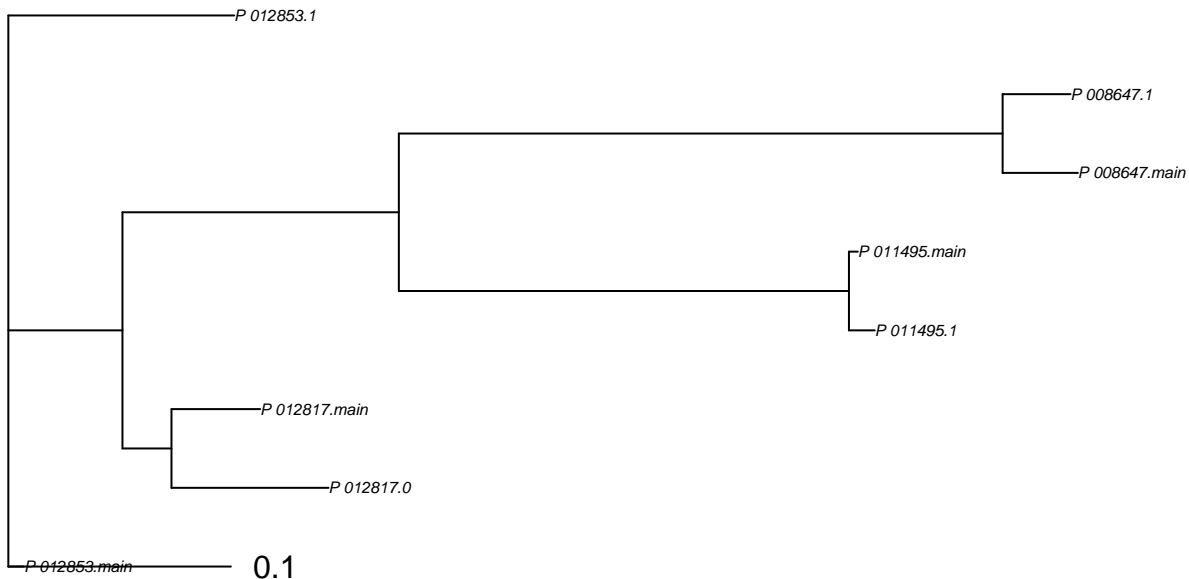 P 012853.1
P 008647.1
P 008647.main
P 011495.main
P 011495.1
P 012817.main
P 012817.0
P 012853.main
0.1